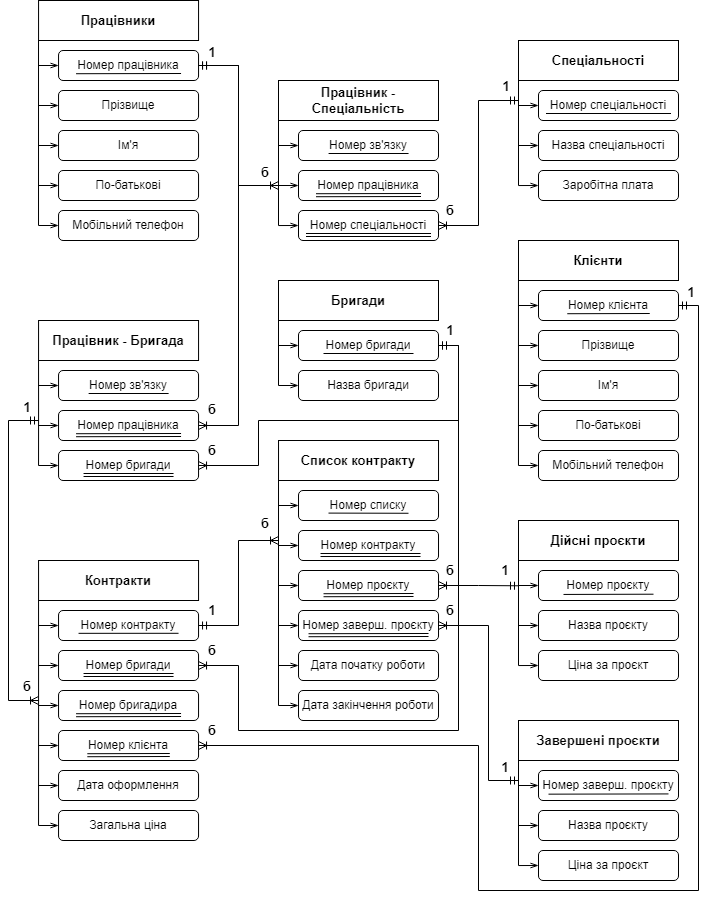 Працівники
Номер працівника
Прізвище
Ім'я
По-батькові
Мобільний телефон
1
Працівник -
Спеціальність
Номер зв'язку
Номер працівника
Номер спеціальності
б
б
Спеціальності
1
Номер спеціальності
Назва спеціальності
Заробітна плата
Клієнти
Номер клієнта
1
Прізвище
Ім'я
По-батькові
Мобільний телефон
Бригади
Номер бригади
1
Назва бригади
Працівник - Бригада
Номер зв'язку
1
Номер працівника
б
Номер бригади
б
Список контракту
Номер списку
б
Номер контракту
Номер проєкту
б
Номер заверш. проєкту
б
Дата початку роботи
Дата закінчення роботи
Дійсні проєкти
1
Номер проєкту
Назва проєкту
Ціна за проєкт
Контракти
Номер контракту
1
Номер бригади
б
б
Номер бригадира
Номер клієнта
б
Дата оформлення
Загальна ціна
Завершені проєкти
1
Номер заверш. проєкту
Назва проєкту
Ціна за проєкт